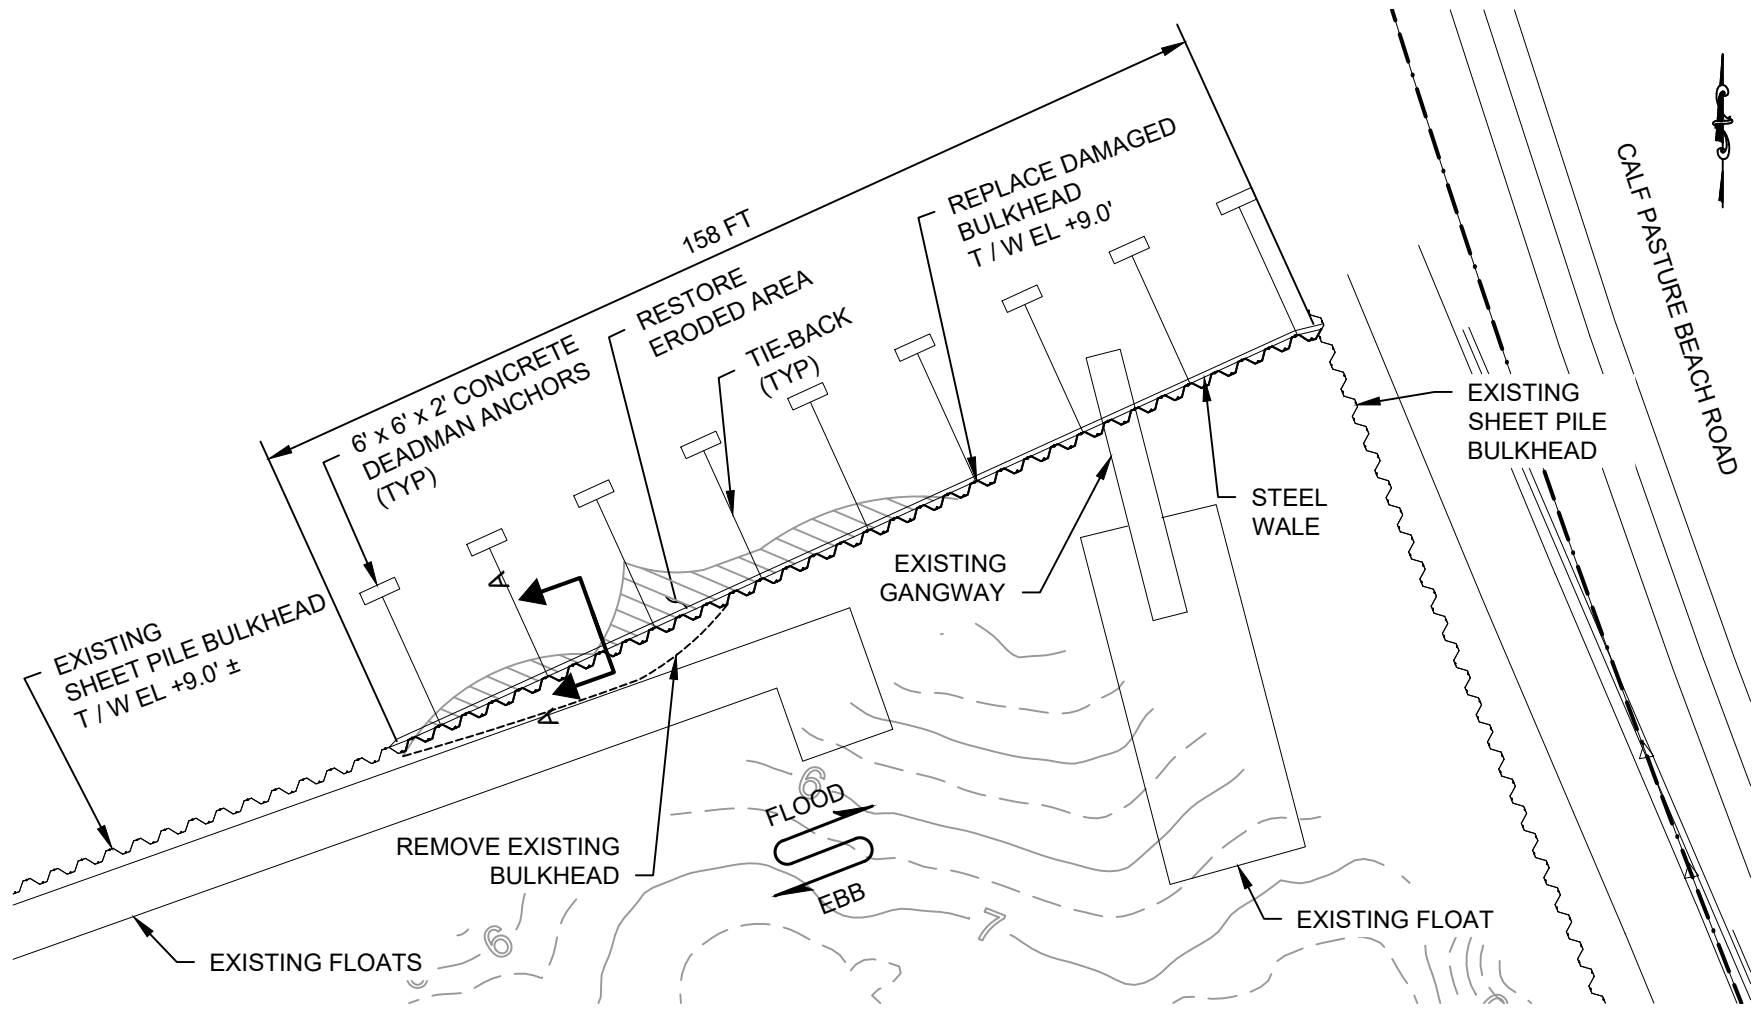 158 FT
REPLACE DAMAGED
BULKHEAD
T / W EL +9.0'
RESTORE
ERODED AREA
TIE-BACK
(TYP)
6' x 6' x 2' CONCRETE
DEADMAN ANCHORS
(TYP)
CALF PASTURE BEACH ROAD
EXISTING
SHEET PILE
BULKHEAD
STEEL
WALE
EXISTING
GANGWAY
A
A
EXISTING
SHEET PILE BULKHEAD
T / W EL +9.0' ±
REMOVE EXISTING
BULKHEAD
6
FLOOD
EBB
6
7
EXISTING FLOAT
EXISTING FLOATS